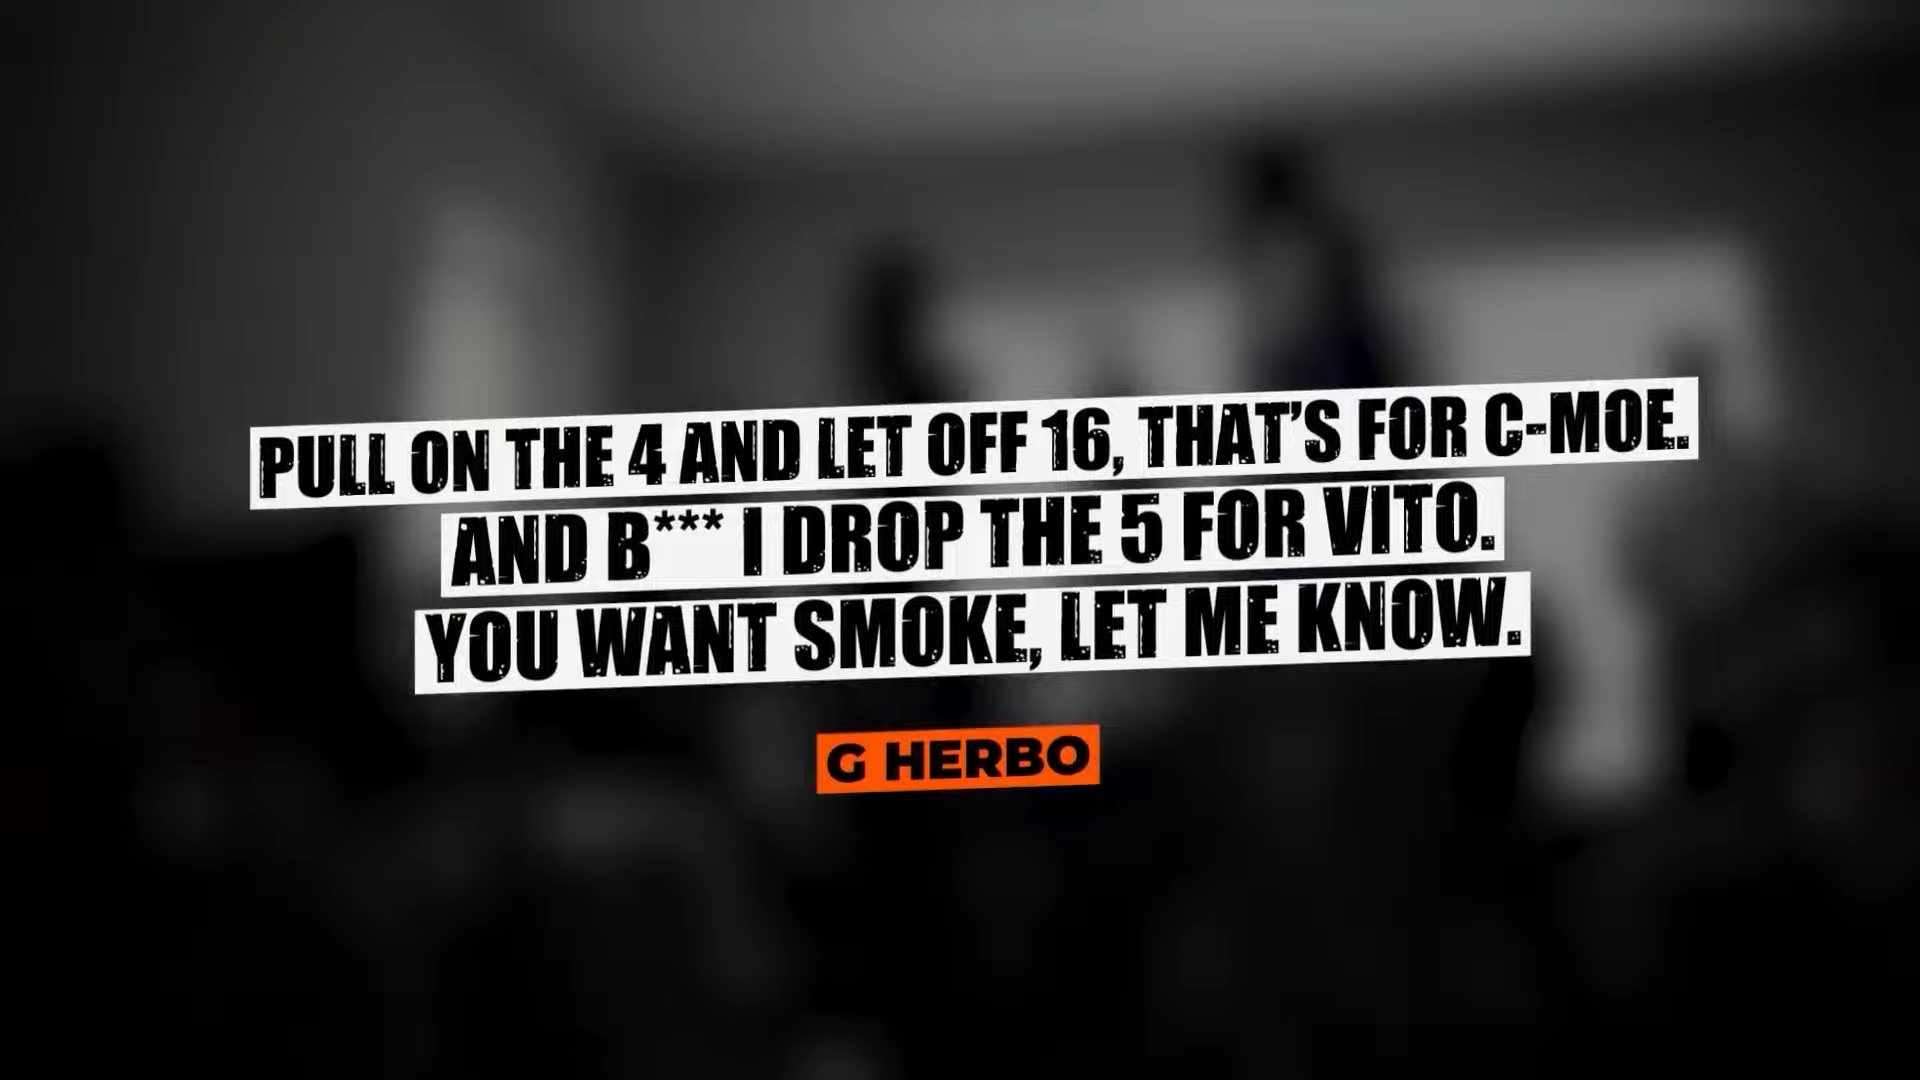 PULL ON THE 4 AND LET OFF 16, THAT'S FOR C-MOE.
AND B*** I DROP THE 5 FOR VITO.
YOU WANT SMOKE, LET ME KNOW.
G HERBO